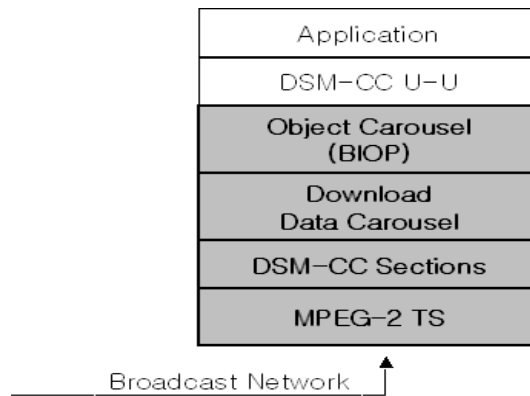 Application
DSM-CC U-U
Object Carousel
(BIOP)
Download
Data Carousel
DSM-CC Sections
MPEG-2 TS
Broadcast Network